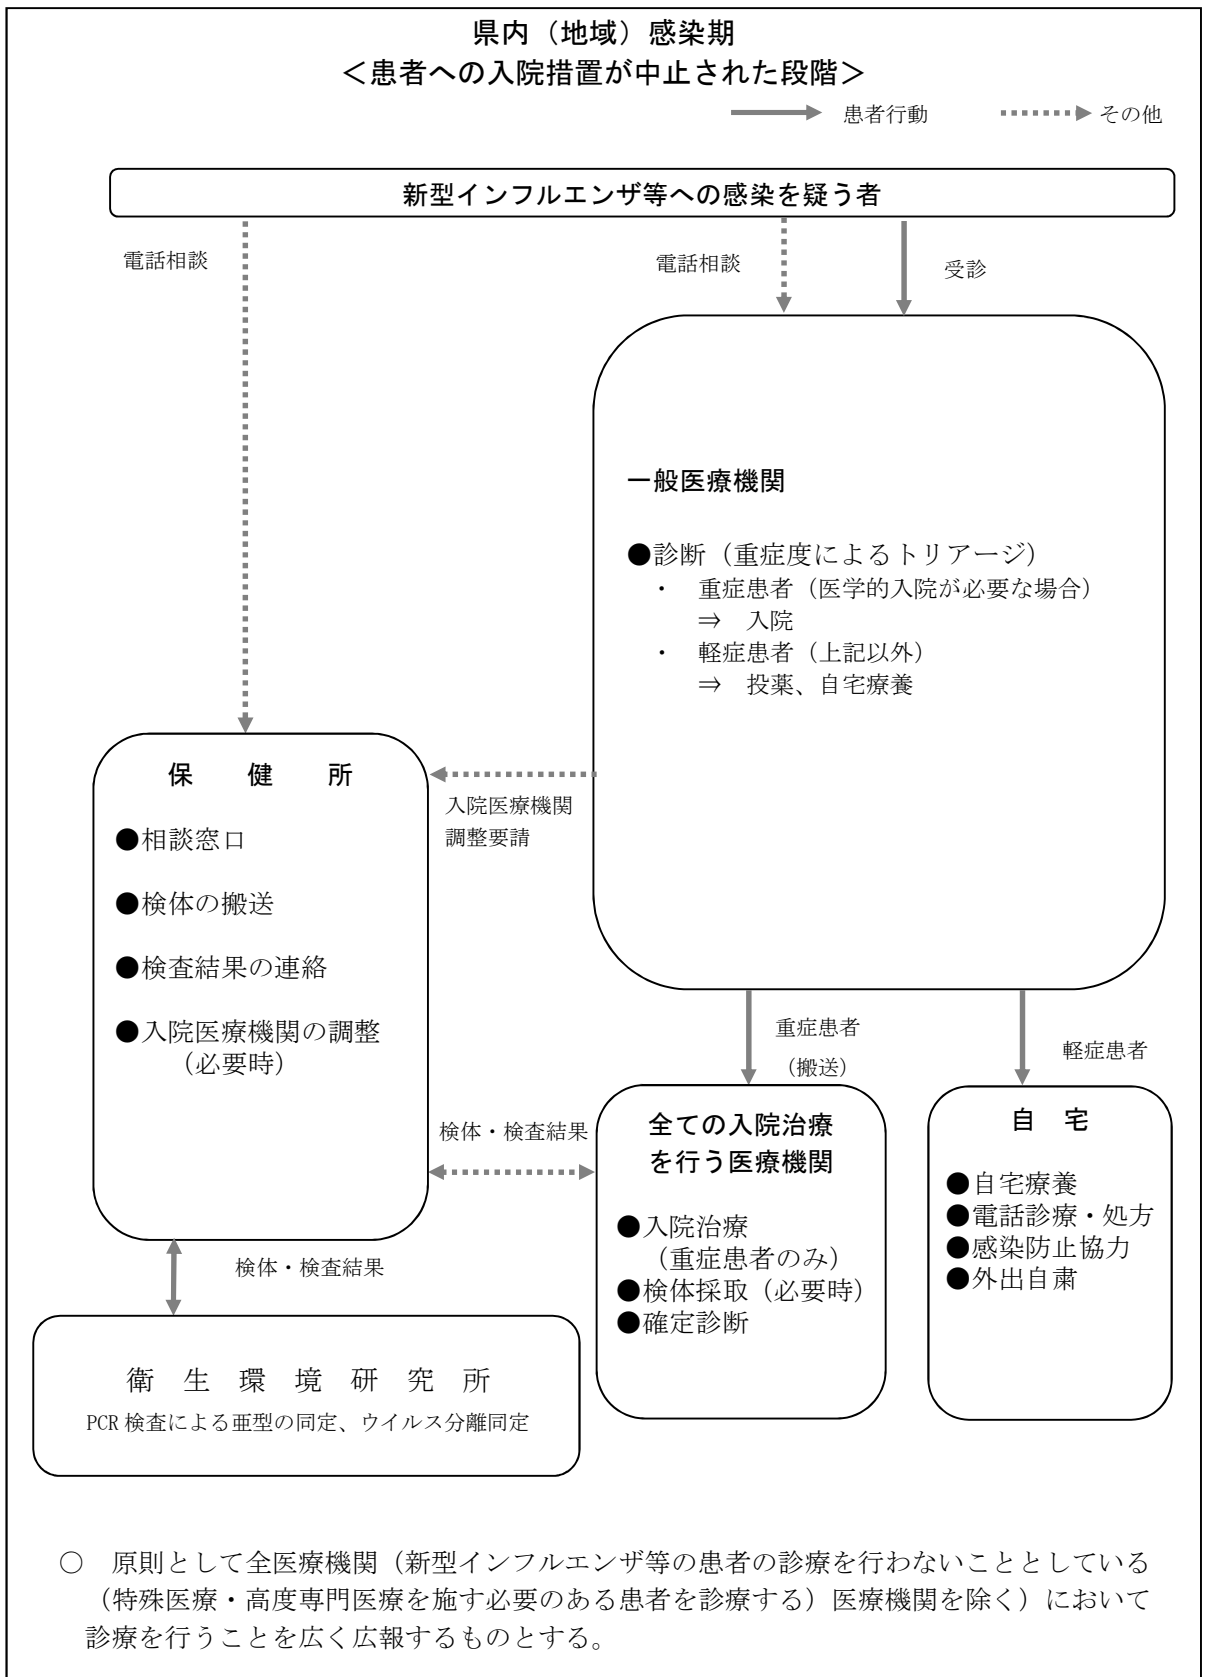 県内（地域）感染期
＜患者への入院措置が中止された段階＞
患者行動
その他
新型インフルエンザ等への感染を疑う者
電話相談
電話相談
受診
一般医療機関
●診断（重症度によるトリアージ）
・　重症患者（医学的入院が必要な場合）
⇒　入院
・　軽症患者（上記以外）
⇒　投薬、自宅療養
保　健　所
●相談窓口
●検体の搬送
●検査結果の連絡
●入院医療機関の調整
（必要時）
入院医療機関
調整要請
重症患者
（搬送）
軽症患者
検体・検査結果
全ての入院治療
を行う医療機関
●入院治療
（重症患者のみ）
●検体採取（必要時）
●確定診断
自　宅
●自宅療養
●電話診療・処方
●感染防止協力
●外出自粛
検体・検査結果
衛　生　環　境　研　究　所
PCR 検査による亜型の同定、ウイルス分離同定
○　原則として全医療機関（新型インフルエンザ等の患者の診療を行わないこととしている
（特殊医療・高度専門医療を施す必要のある患者を診療する）医療機関を除く）において
診療を行うことを広く広報するものとする。